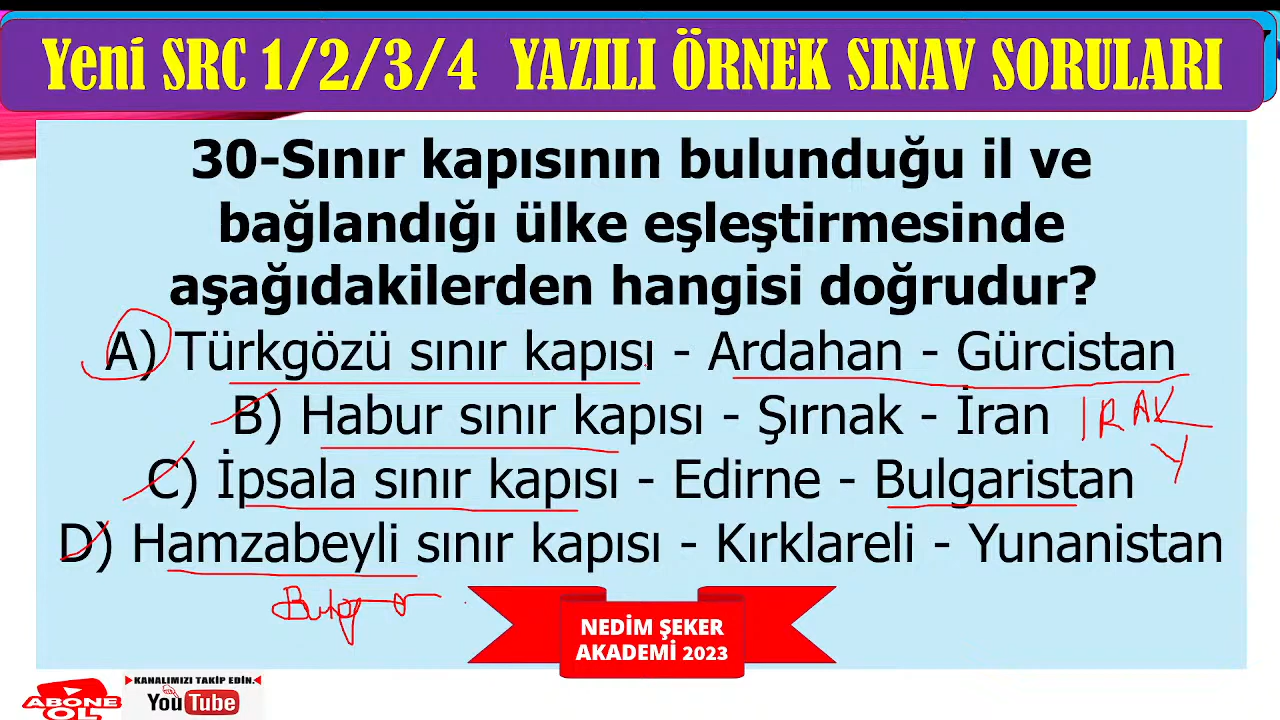 Yeni SRC 1/2/3/4 YAZILI ÖRNEK SINAV SORULARI
30-Sınır kapısının bulunduğu il ve
bağlandığı ülke eşleştirmesinde
aşağıdakilerden hangisi doğrudur?
A) Türkgözü sınır kapısı - Ardahan - Gürcistan
B) Habur sınır kapısı - Şırnak - İran IRAK
C) İpsala sınır kapısı - Edirne - Bulgaristan Y
D) Hamzabeyli sınır kapısı - Kırklareli - Yunanistan
NEDİM ŞEKER
AKADEMİ 2023
KANALIMIZI TAKİP EDİN.
YouTube
ABONE
OL